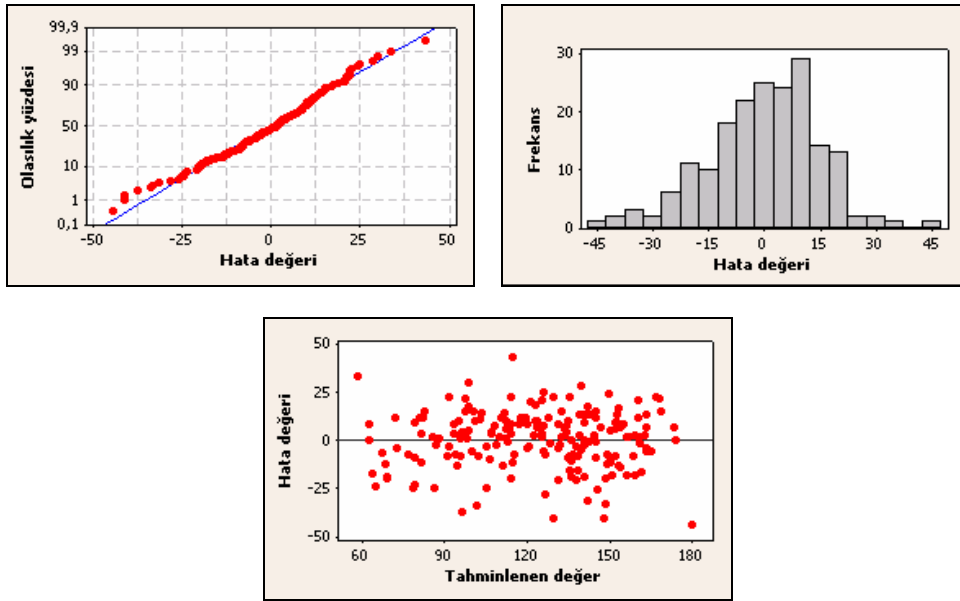 Olasılık yüzdesi
99,9
99
90
50
10
1
0,1
-50 -25 0 25 50
Hata değeri
Frekans
30
20
10
0
-45 -30 -15 0 15 30 45
Hata değeri
Hata değeri
50
25
0
-25
-50
60 90 120 150 180
Tahminlenen değer